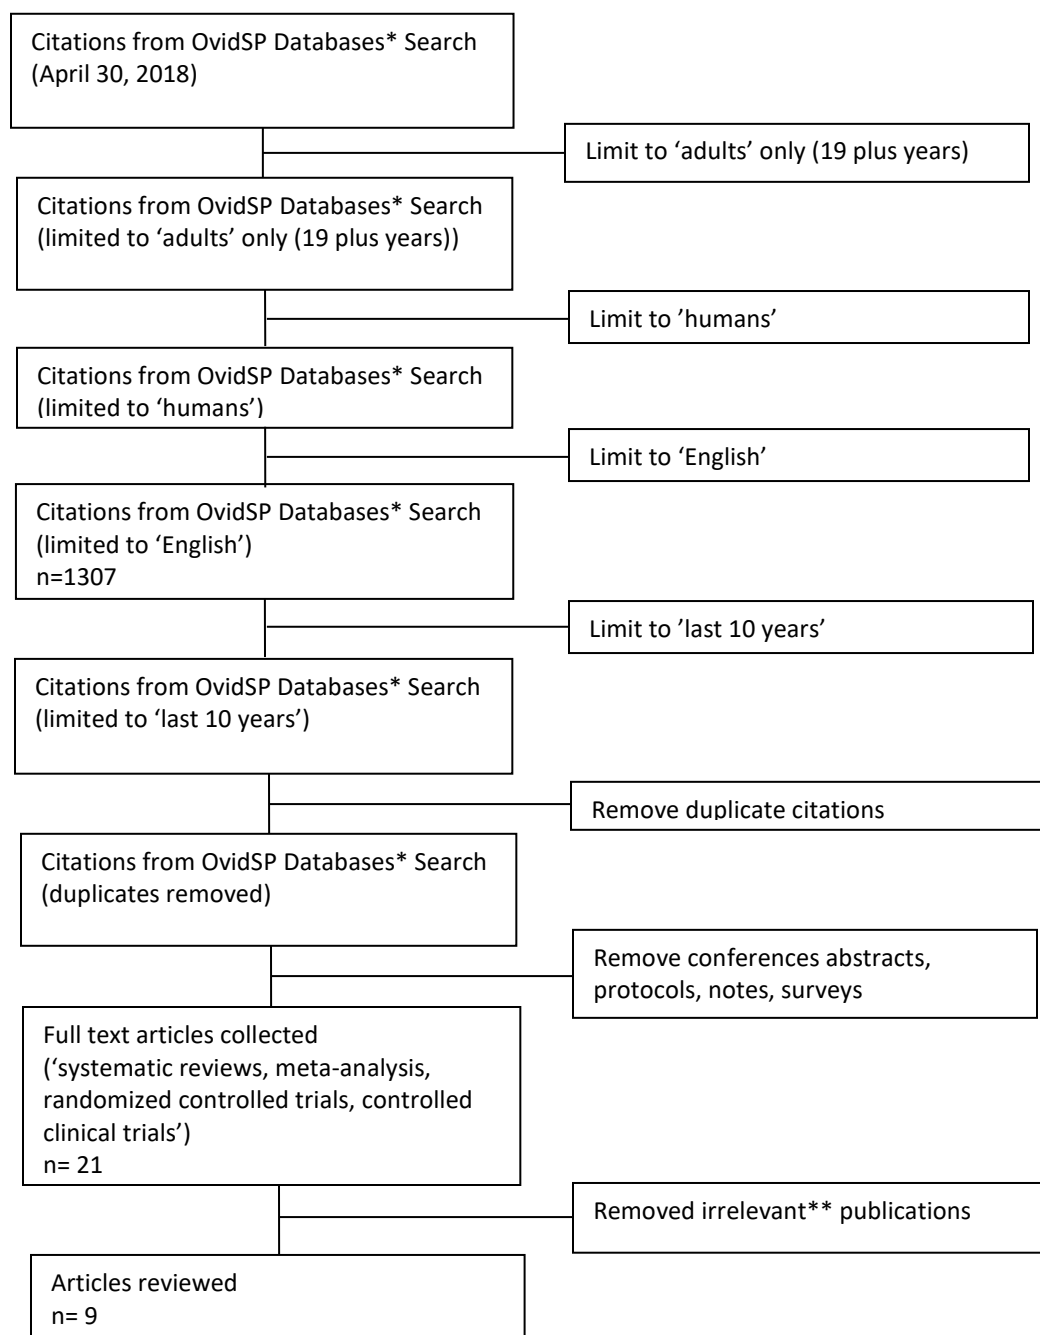 Citations from OvidSP Databases* Search
(April 30, 2018)
Limit to ‘adults’ only (19 plus years)
Citations from OvidSP Databases* Search
(limited to ‘adults’ only (19 plus years))
Limit to ’humans’
Citations from OvidSP Databases* Search
(limited to ‘humans’)
Limit to ‘English’
Citations from OvidSP Databases* Search
(limited to ‘English’)
n=1307
Limit to ’last 10 years’
Citations from OvidSP Databases* Search
(limited to ‘last 10 years’)
Remove duplicate citations
Citations from OvidSP Databases* Search
(duplicates removed)
Remove conferences abstracts,
protocols, notes, surveys
Full text articles collected
(‘systematic reviews, meta-analysis,
randomized controlled trials, controlled
clinical trials’)
n= 21
Removed irrelevant** publications
Articles reviewed
n= 9